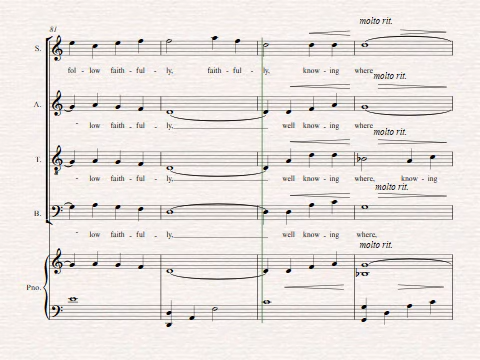 81
molto rit.
S.
fol - low faith - ful - ly, faith - ful - ly, know - ing where
molto rit.
A.
- low faith - ful - ly, well know - ing where
molto rit.
T.
- low faith - ful - ly, well know - ing where, know - ing
molto rit.
B.
- low faith - ful - ly, well know - ing where,
molto rit.
Pno.